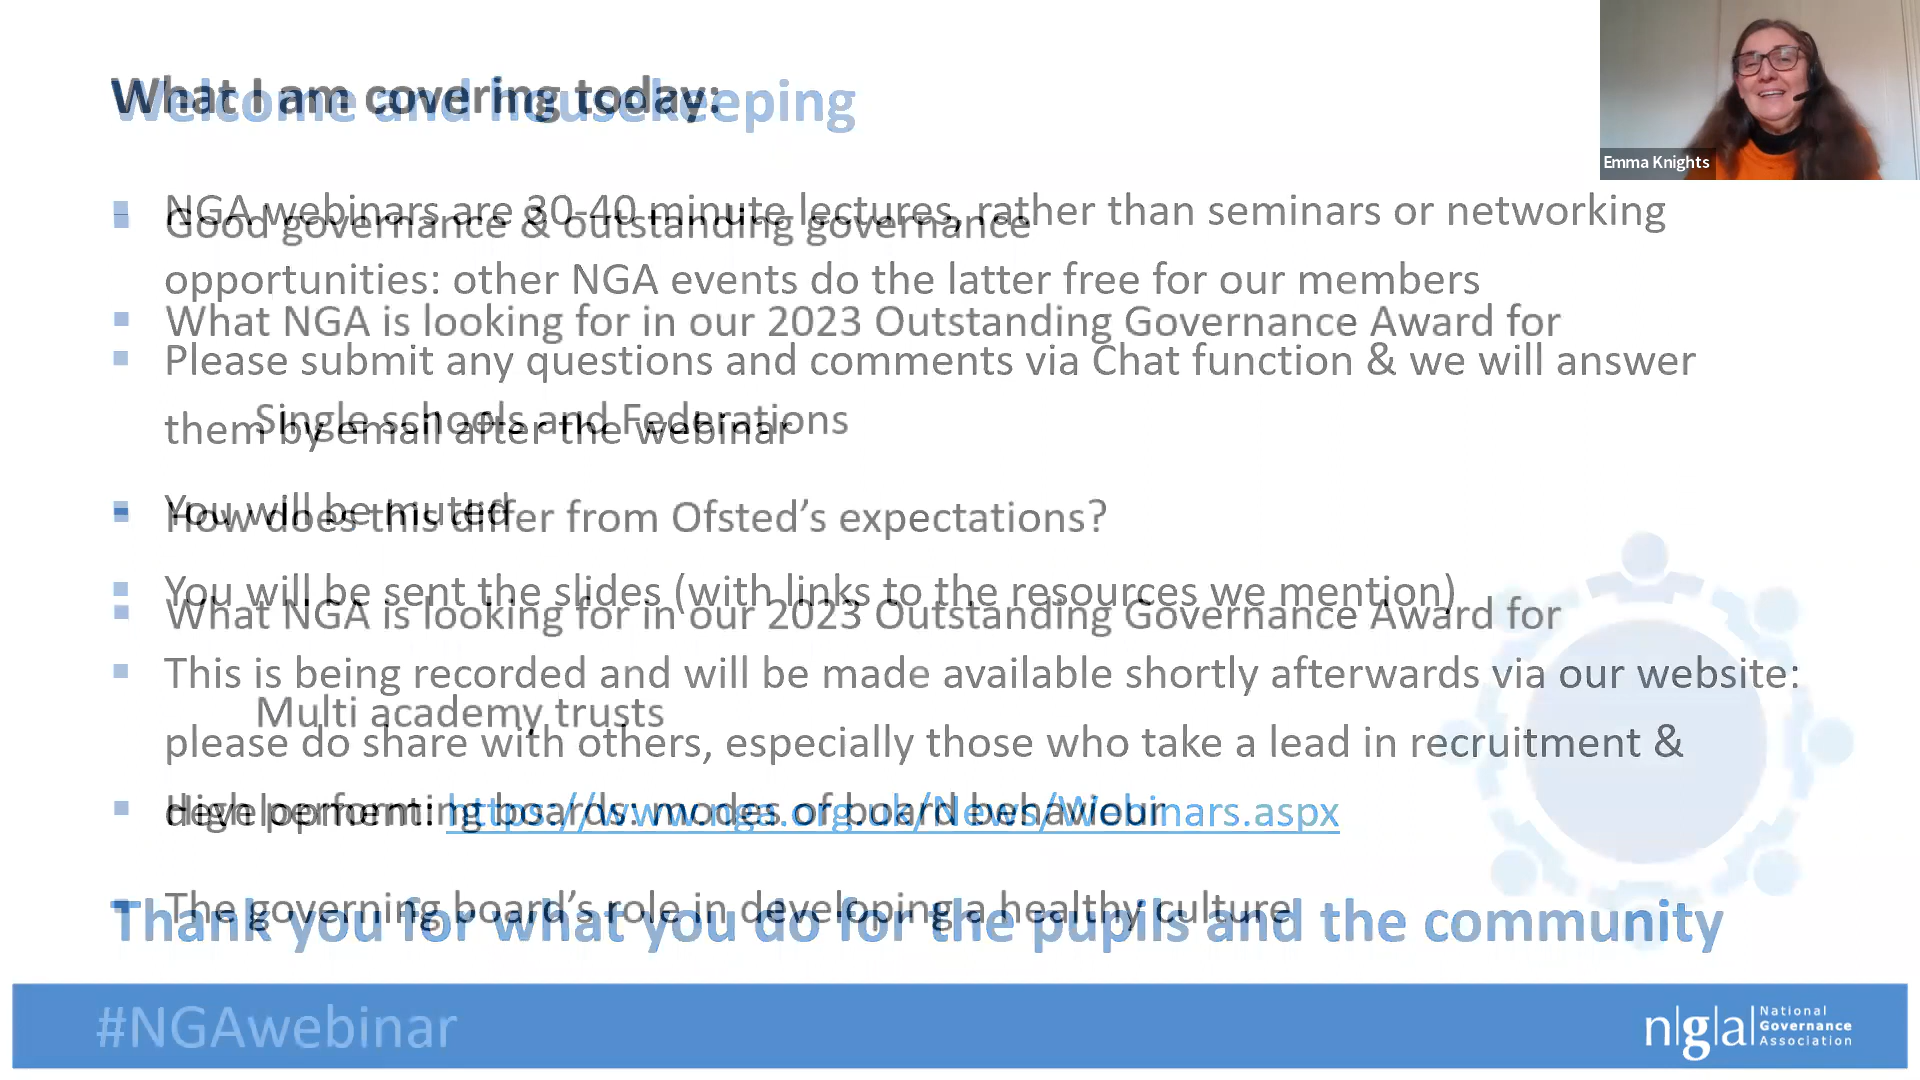 What I am covering today:
Welcome and housekeeping
Emma Knights
NGA webinars are 30-40 minute lectures, rather than seminars or networking
Good governance & outstanding governance
opportunities: other NGA events do the latter free for our members
What NGA is looking for in our 2023 Outstanding Governance Award for
Please submit any questions and comments via Chat function & we will answer
Single schools and Federations
them by email after the webinar
You will be muted
How does this differ from Ofsted’s expectations?
You will be sent the slides (with links to the resources we mention)
What NGA is looking for in our 2023 Outstanding Governance Award for
This is being recorded and will be made available shortly afterwards via our website:
Multi academy trusts
please do share with others, especially those who take a lead in recruitment &
development: https://www.nga.org.uk/News/Webinars.aspx
High performing boards: modes of board behaviour
The governing board’s role in developing a healthy culture
Thank you for what you do for the pupils and the community
#NGAwebinar
n|g|a
National
Governance
Association